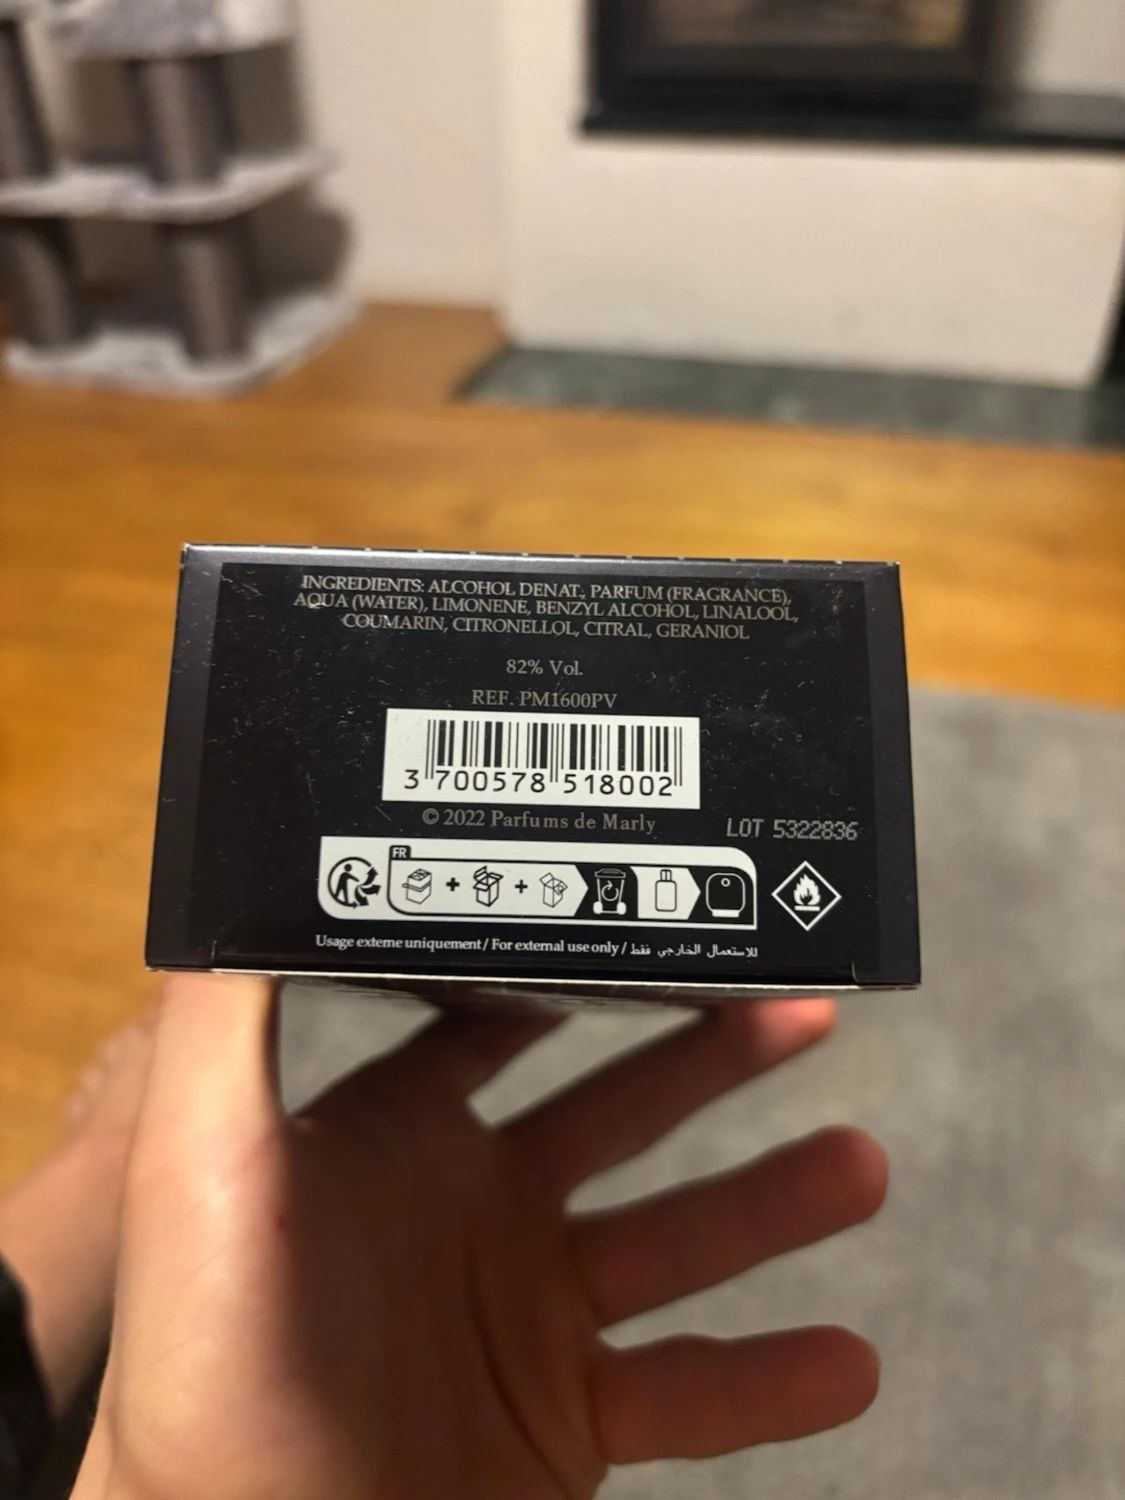 INGREDIENTS: ALCOHOL DENAT., PARFUM (FRAGRANCE),
AQUA (WATER), LIMONENE, BENZYL ALCOHOL, LINALOOL,
COUMARIN, CITRONELLOL, CITRAL, GERANIOL
82% Vol.
REF. PM1600PV
3 700578 518002
© 2022 Parfums de Marly
LOT 5322836
FR
Usage externe uniquement / For external use only / للاستعمال الخارجي فقط